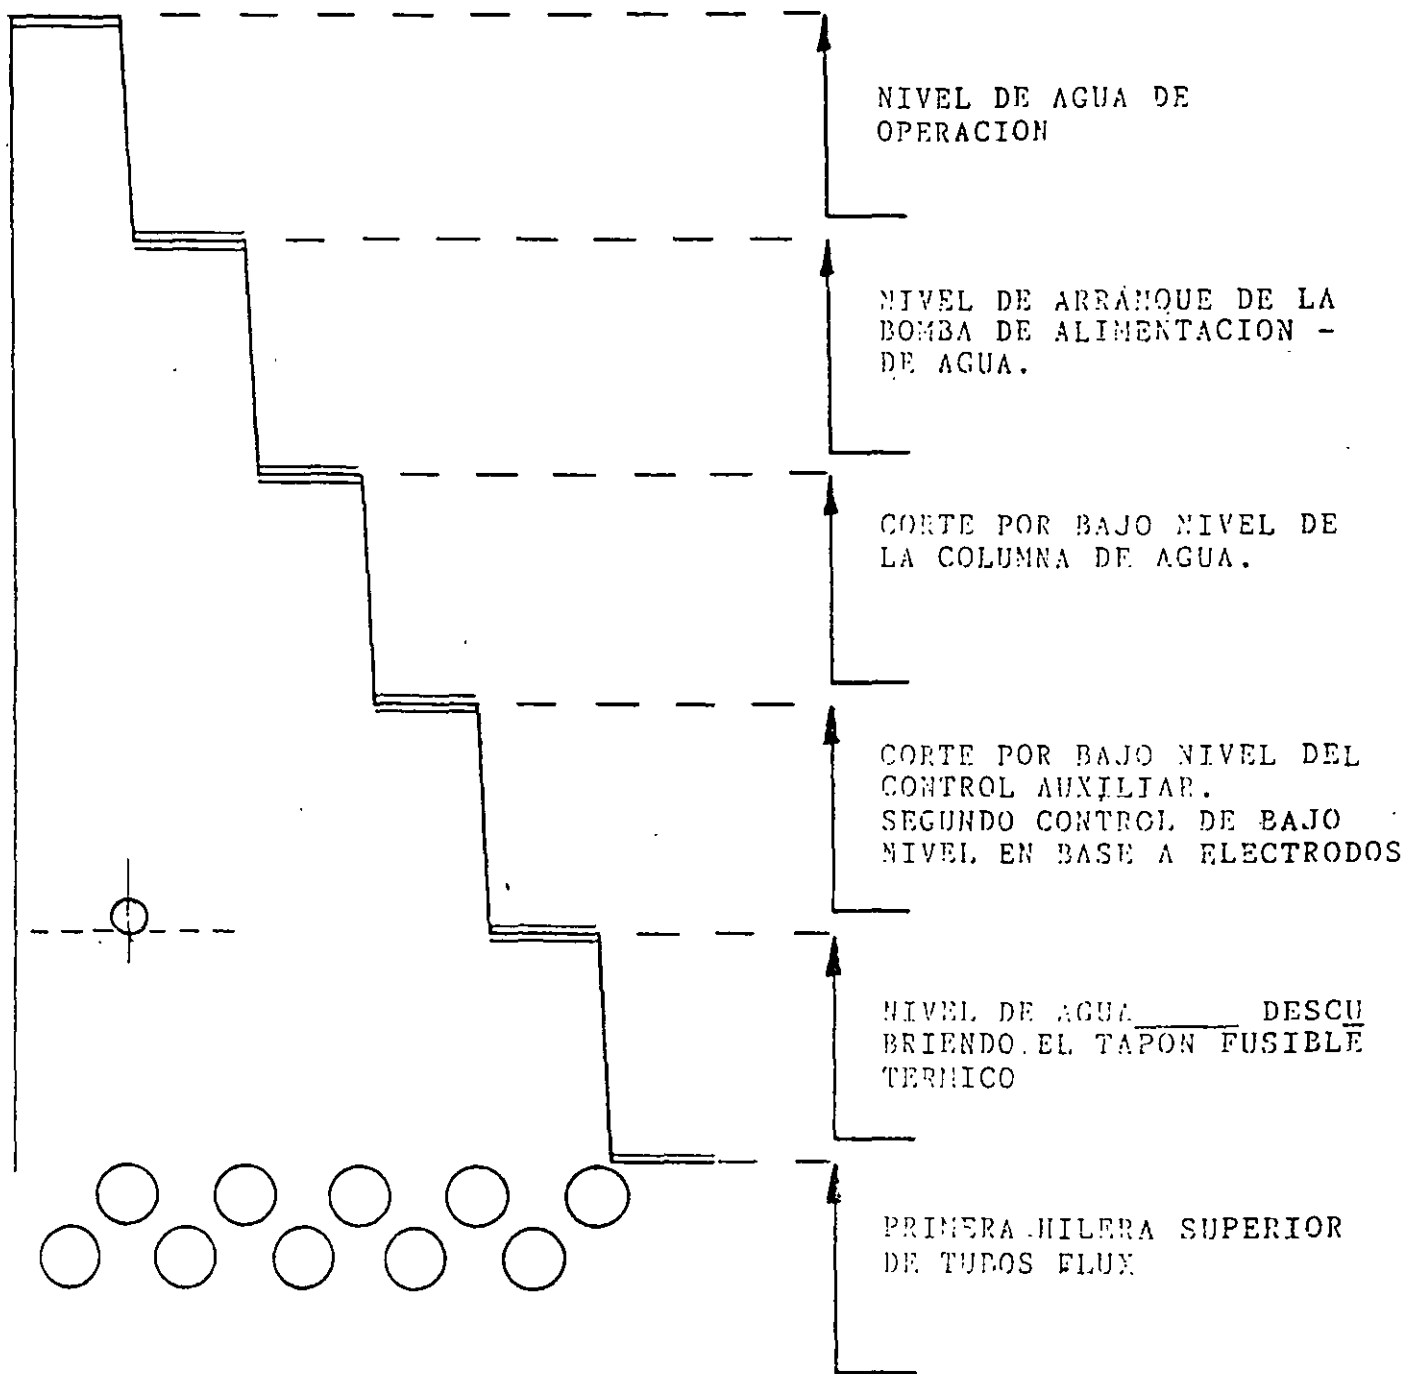 NIVEL DE AGUA DE
OPERACION
NIVEL DE ARRANQUE DE LA
BOMBA DE ALIMENTACION -
DE AGUA.
CORTE POR BAJO NIVEL DE
LA COLUMNA DE AGUA.
CORTE POR BAJO NIVEL DEL
CONTROL AUXILIAR.
SEGUNDO CONTROL DE BAJO
NIVEL EN BASE A ELECTRODOS
NIVEL DE AGUA______ DESCU
BRIENDO EL TAPON FUSIBLE
TERMICO
PRIMERA HILERA SUPERIOR
DE TUBOS FLUX